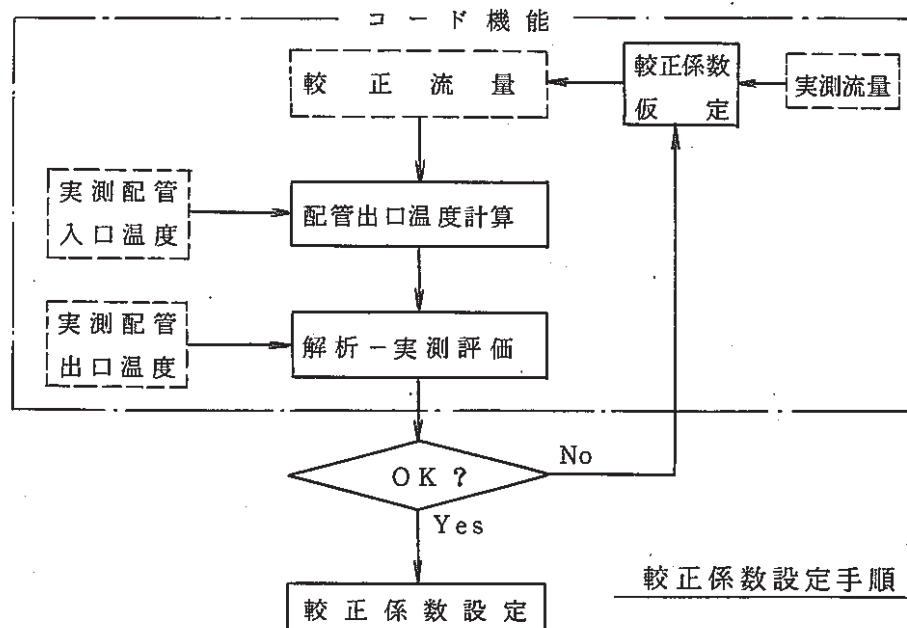 コード機能
較正流量
較正係数
仮定
実測流量
実測配管
入口温度
配管出口温度計算
実測配管
出口温度
解析－実測評価
OK？
No
Yes
較正係数設定
較正係数設定手順